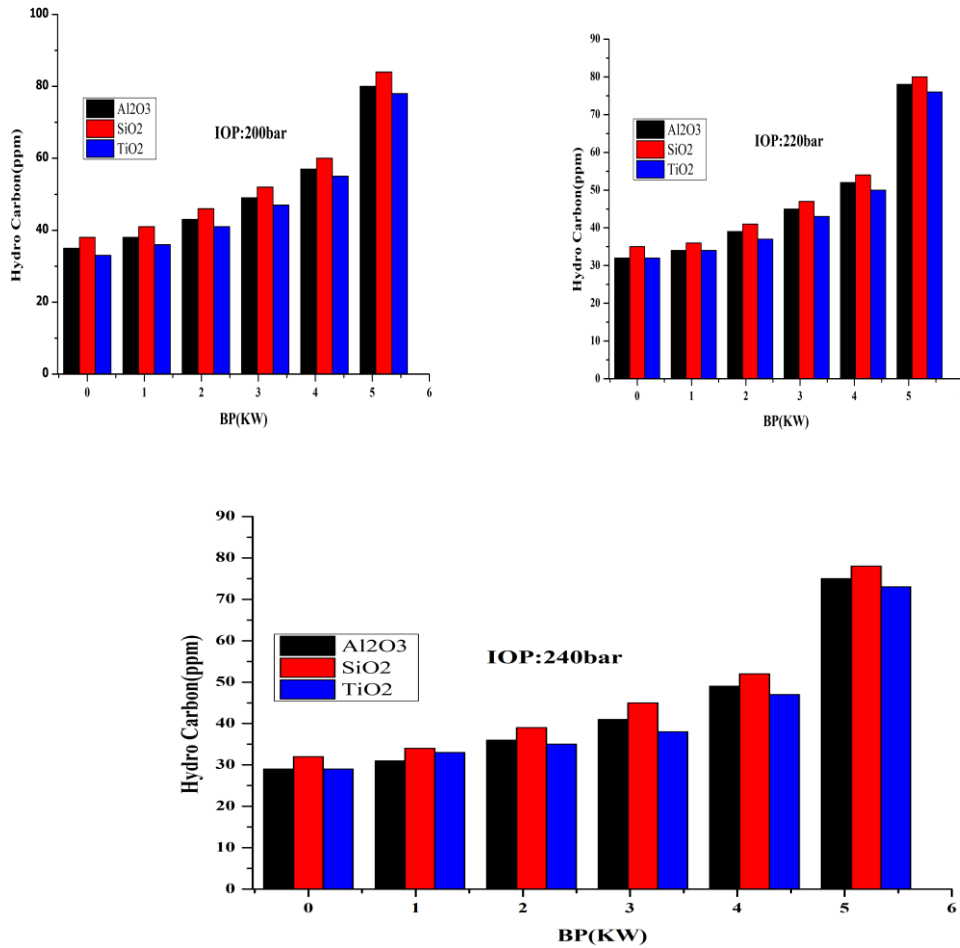 100
80
60
40
20
0
Hydro Carbon(ppm)
Al2O3
SiO2
TiO2
IOP:200bar
0 1 2 3 4 5 6
BP(KW)
90
80
70
60
50
40
30
20
10
0
Hydro Carbon(ppm)
Al2O3
SiO2
TiO2
IOP:220bar
0 1 2 3 4 5
BP(KW)
90
80
70
60
50
40
30
20
10
0
Hydro Carbon(ppm)
Al2O3
SiO2
TiO2
IOP:240bar
0 1 2 3 4 5 6
BP(KW)